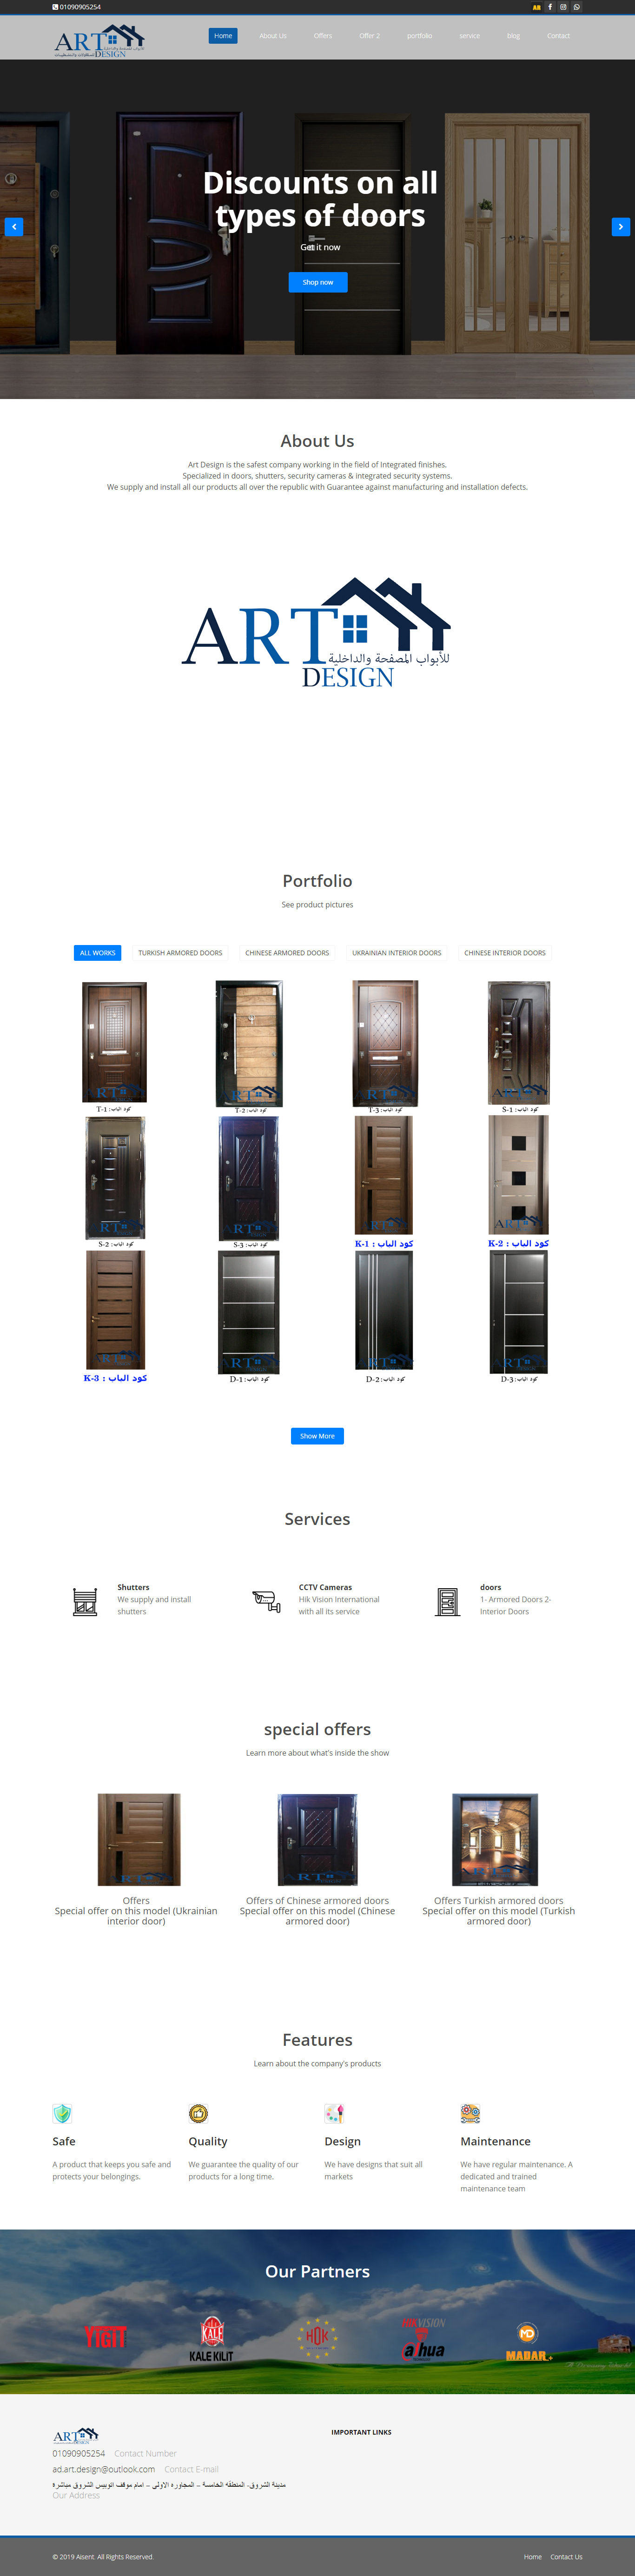 01090905254
AR
ART
DESIGN
Home
About Us
Offers
Offer 2
portfolio
service
blog
Contact
Discounts on all
types of doors
Get it now
Shop now
About Us
Art Design is the safest company working in the field of Integrated finishes.
Specialized in doors, shutters, security cameras & integrated security systems.
We supply and install all our products all over the republic with Guarantee against manufacturing and installation defects.
ART
للأبواب المصفحة والداخلية
DESIGN
Portfolio
See product pictures
ALL WORKS
TURKISH ARMORED DOORS
CHINESE ARMORED DOORS
UKRAINIAN INTERIOR DOORS
CHINESE INTERIOR DOORS
كود الباب: T-1
كود الباب: T-2
كود الباب: T-3
كود الباب: S-1
كود الباب: S-2
كود الباب: S-3
كود الباب : K-1
كود الباب : K-2
كود الباب : K-3
كود الباب: D-1
كود الباب: D-2
كود الباب: D-3
Show More
Services
Shutters
We supply and install
shutters
CCTV Cameras
Hik Vision International
with all its service
doors
1- Armored Doors 2-
Interior Doors
special offers
Learn more about what's inside the show
Offers
Special offer on this model (Ukrainian
interior door)
Offers of Chinese armored doors
Special offer on this model (Chinese
armored door)
Offers Turkish armored doors
Special offer on this model (Turkish
armored door)
Features
Learn about the company's products
Safe
A product that keeps you safe and
protects your belongings.
Quality
We guarantee the quality of our
products for a long time.
Design
We have designs that suit all
markets
Maintenance
We have regular maintenance. A
dedicated and trained
maintenance team
Our Partners
YIGIT
KALE
KALE KILIT
HDK
HIKVISION
alhua
TECHNOLOGY
MD
MADAR
ART
DESIGN
IMPORTANT LINKS
01090905254 Contact Number
ad.art.design@outlook.com Contact E-mail
مدينة الشروق- المنطقه الخامسة - المجاوره الاولي - امام موقف اتوبيس الشروق مباشره
Our Address
© 2019 Aisent. All Rights Reserved.
Home
Contact Us